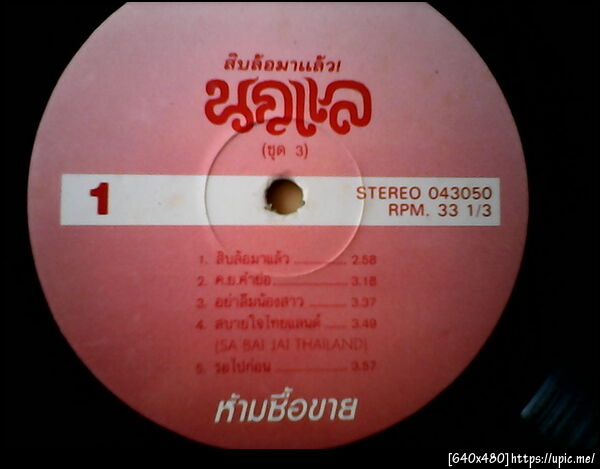 สิบล้อมาแล้ว!
นกแล
(ชุด 3)
1
STEREO 043050
RPM. 33 1/3
1. สิบล้อมาแล้ว ............ 2.58
2. ค.ย.คำย่อ ................ 3.18
3. อย่าลืมน้องสาว ......... 3.37
4. สบายใจไทยแลนด์ ...... 3.49
(SA BAI JAI THAILAND)
5. รอไปก่อน ................ 3.57
ห้ามซื้อขาย
[640x480]https://upic.me/